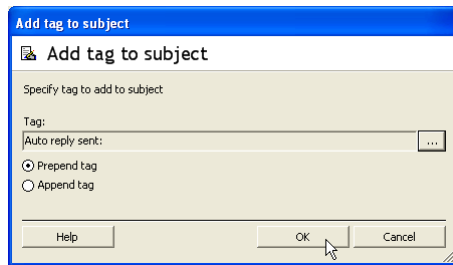 Add tag to subject
Add tag to subject
Specify tag to add to subject
Tag:
Auto reply sent:
...
Prepend tag
Append tag
Help
OK
Cancel